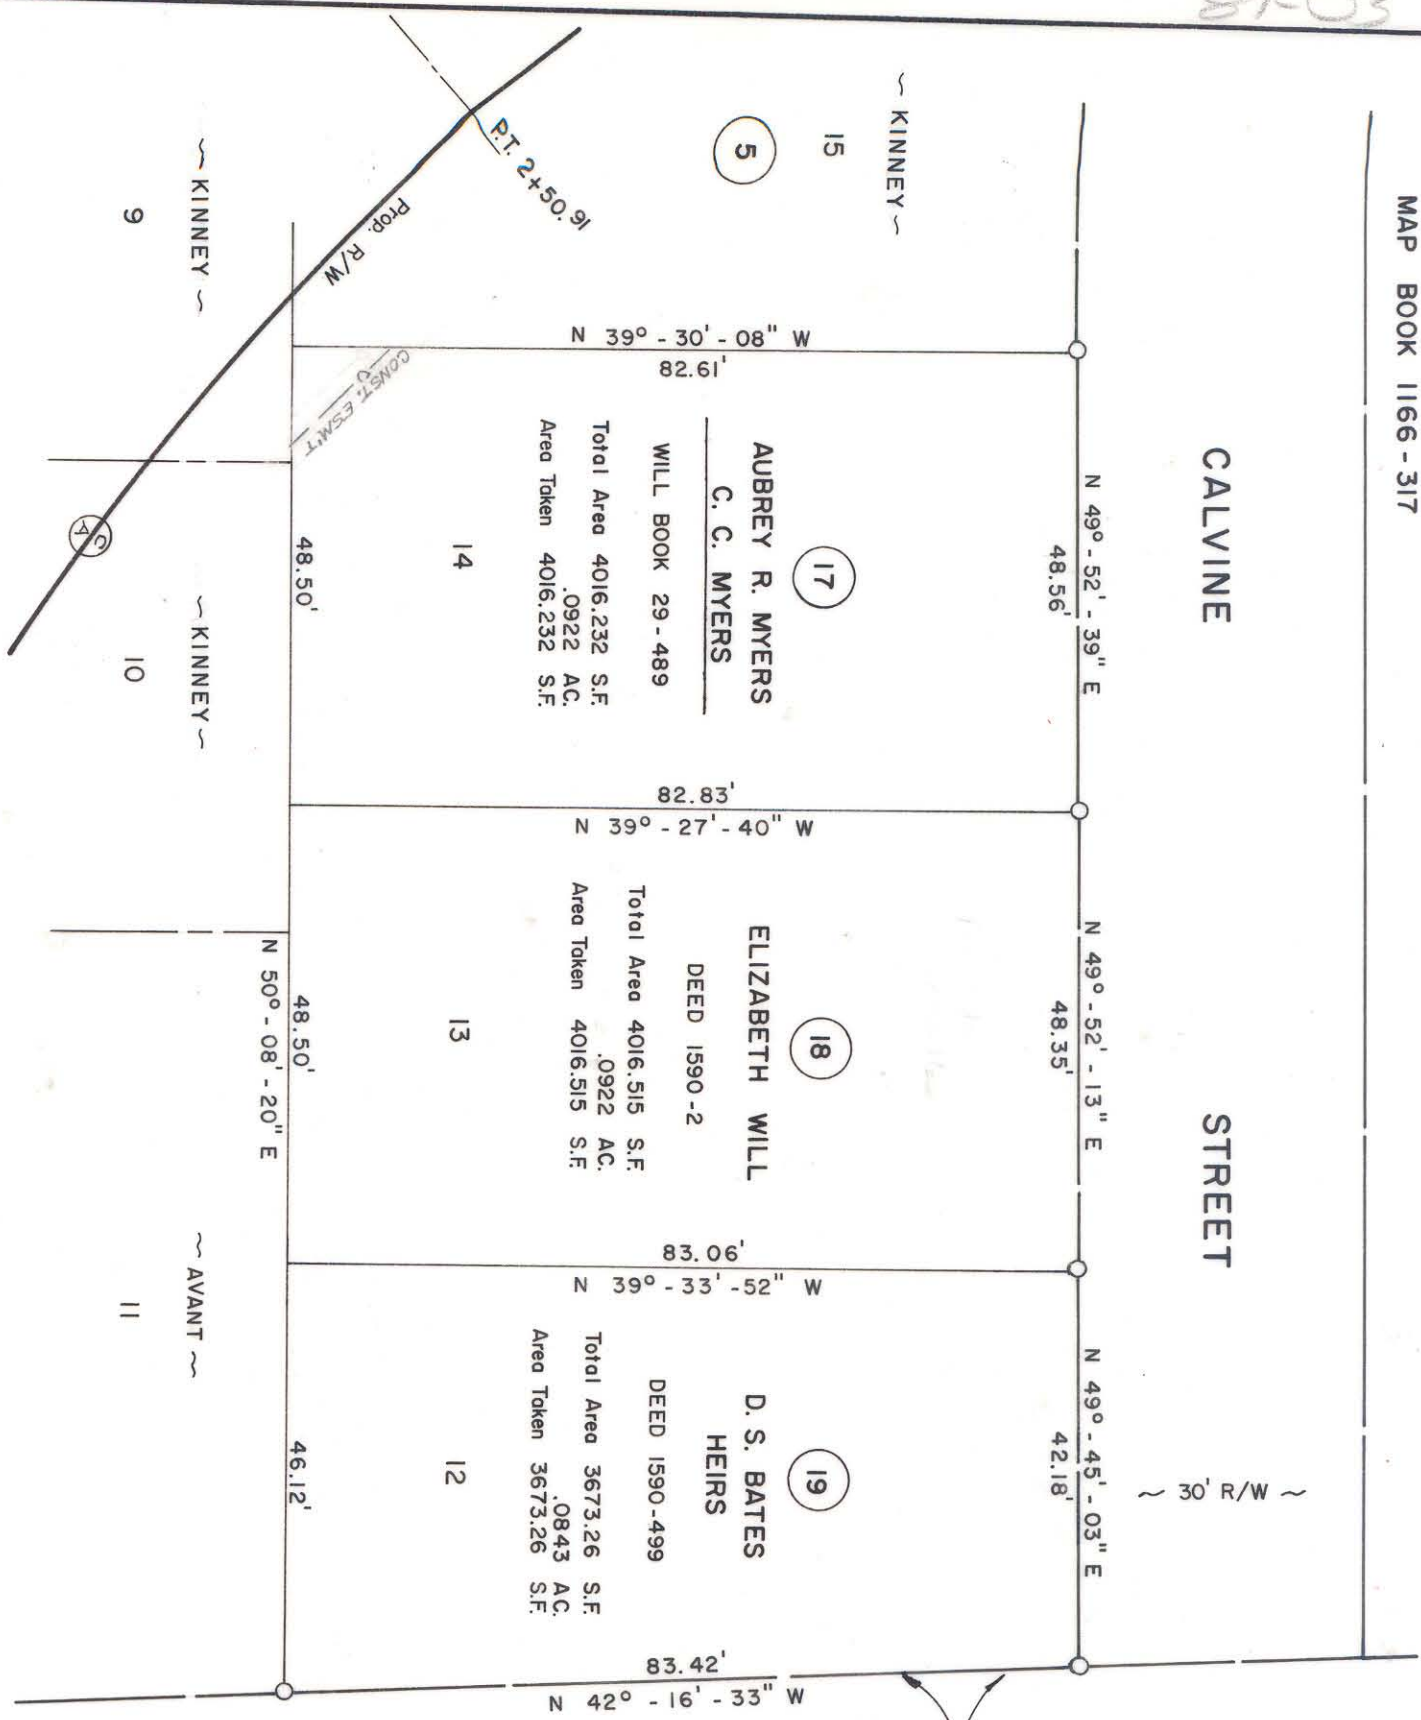 MAP BOOK 1166-317
CALVINE STREET
~ 30' R/W ~
N 49° - 52' - 39" E
48.56'
N 49° - 52' - 13" E
48.35'
N 49° - 45' - 03" E
42.18'
~ KINNEY ~
15
5
P.T. 2+50.91
Prop. R/W
N 39° - 30' - 08" W
82.61'
17
AUBREY R. MYERS
C. C. MYERS
WILL BOOK 29-489
Total Area 4016.232 S.F.
.0922 AC.
Area Taken 4016.232 S.F.
14
48.50'
CONST. ESM'T
82.83'
N 39° - 27' - 40" W
18
ELIZABETH WILL
DEED 1590-2
Total Area 4016.515 S.F.
.0922 AC.
Area Taken 4016.515 S.F.
13
48.50'
N 50° - 08' - 20" E
83.06'
N 39° - 33' - 52" W
19
D. S. BATES
HEIRS
DEED 1590-499
Total Area 3673.26 S.F.
.0843 AC.
Area Taken 3673.26 S.F.
12
46.12'
83.42'
N 42° - 16' - 33" W
~ KINNEY ~
9
~ KINNEY ~
10
~ AVANT ~
11